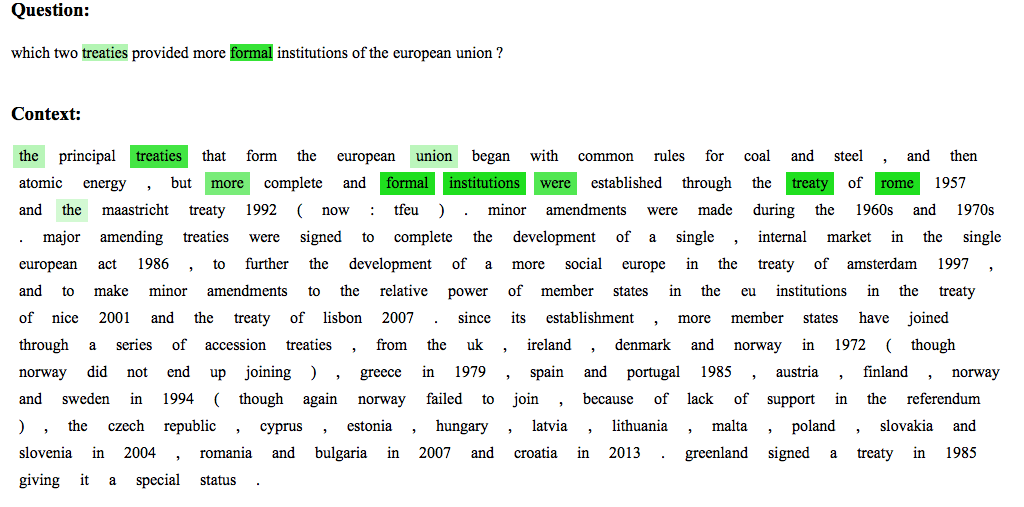 Question:
which two treaties provided more formal institutions of the european union ?
Context:
the principal treaties that form the european union began with common rules for coal and steel , and then
atomic energy , but more complete and formal institutions were established through the treaty of rome 1957
and the maastricht treaty 1992 ( now : tfeu ) . minor amendments were made during the 1960s and 1970s
. major amending treaties were signed to complete the development of a single , internal market in the single
european act 1986 , to further the development of a more social europe in the treaty of amsterdam 1997 ,
and to make minor amendments to the relative power of member states in the eu institutions in the treaty
of nice 2001 and the treaty of lisbon 2007 . since its establishment , more member states have joined
through a series of accession treaties , from the uk , ireland , denmark and norway in 1972 ( though
norway did not end up joining ) , greece in 1979 , spain and portugal 1985 , austria , finland , norway
and sweden in 1994 ( though again norway failed to join , because of lack of support in the referendum
) , the czech republic , cyprus , estonia , hungary , latvia , lithuania , malta , poland , slovakia and
slovenia in 2004 , romania and bulgaria in 2007 and croatia in 2013 . greenland signed a treaty in 1985
giving it a special status .